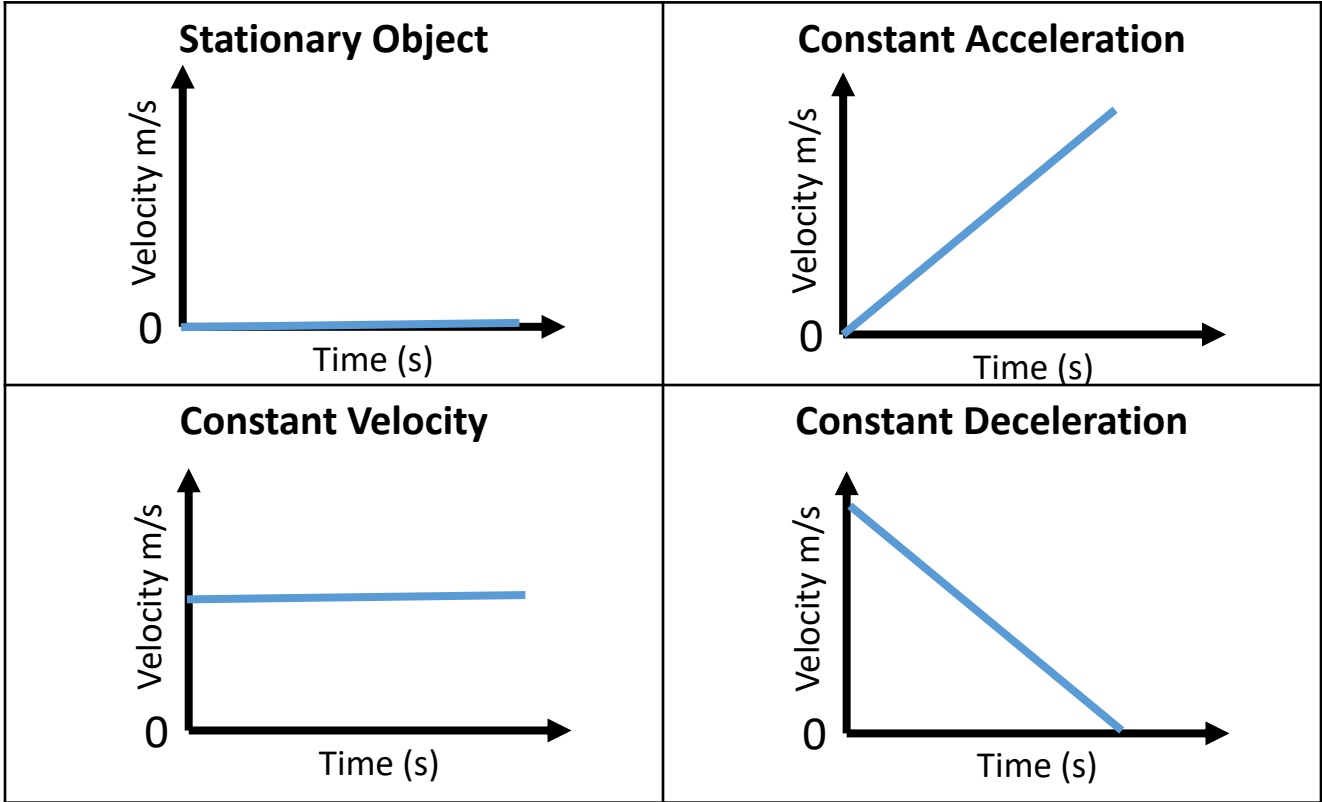 Stationary Object
Velocity m/s
0
Time (s)
Constant Acceleration
Velocity m/s
0
Time (s)
Constant Velocity
Velocity m/s
0
Time (s)
Constant Deceleration
Velocity m/s
0
Time (s)